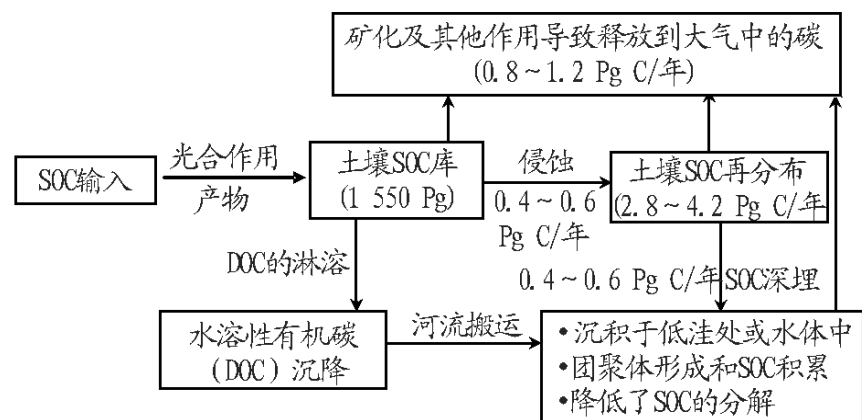 矿化及其他作用导致释放到大气中的碳
(0.8～1.2 Pg C/年)
SOC输入
光合作用
产物
土壤SOC库
(1 550 Pg)
侵蚀
0.4～0.6
Pg C/年
土壤SOC再分布
(2.8～4.2 Pg C/年
DOC的淋溶
0.4～0.6 Pg C/年SOC深埋
水溶性有机碳
(DOC)沉降
河流搬运
•沉积于低洼处或水体中
•团聚体形成和SOC积累
•降低了SOC的分解